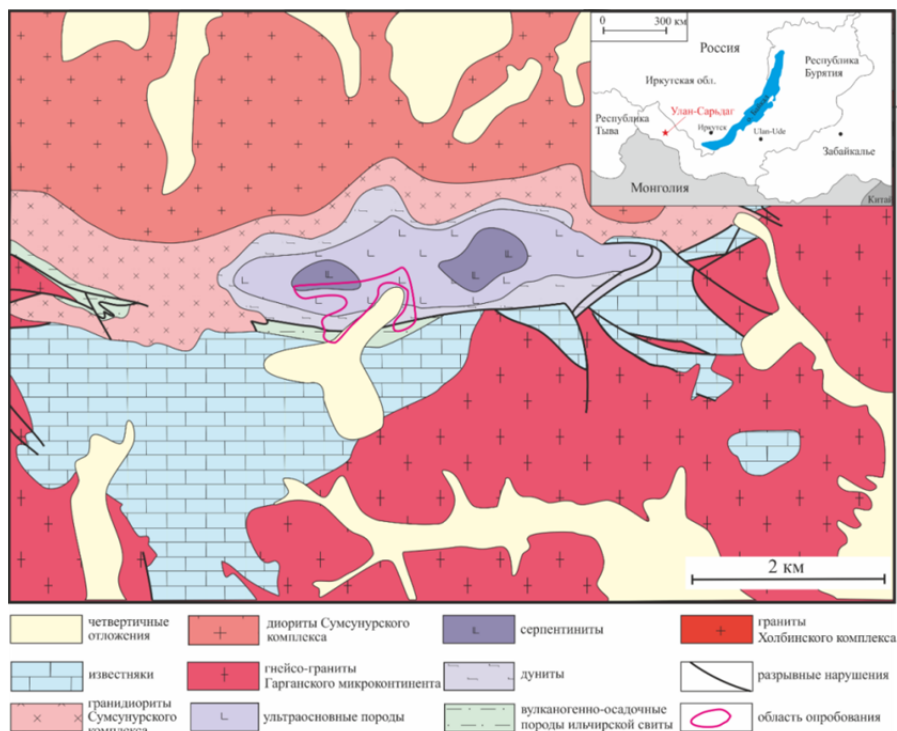 0 300 км
Россия
Республика
Бурятия
Иркутская обл.
Улан-Сарьдаг
Республика
Тыва
Иркутск
Ulan-Ude
Забайкалье
Монголия
Китай
2 км
четвертичные
отложения
диориты Сумсунурского
комплекса
серпентиниты
граниты
Холбинского комплекса
известняки
гнейсо-граниты
Гарганского микроконтинента
дуниты
разрывные нарушения
гранидиориты
Сумсунурского
комплекса
ультраосновные породы
вулканогенно-осадочные
породы ильчирской свиты
область опробования